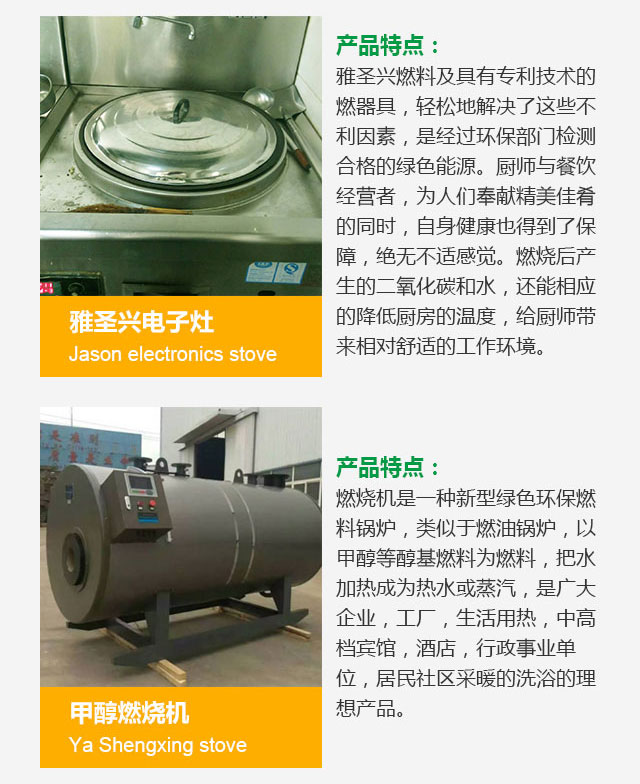 产品特点：
雅圣兴燃料及具有专利技术的
燃器具，轻松地解决了这些不
利因素，是经过环保部门检测
合格的绿色能源。厨师与餐饮
经营者，为人们奉献精美佳肴
的同时，自身健康也得到了保
障，绝无不适感觉。燃烧后产
生的二氧化碳和水，还能相应
的降低厨房的温度，给厨师带
来相对舒适的工作环境。
雅圣兴电子灶
Jason electronics stove
产品特点：
燃烧机是一种新型绿色环保燃
料锅炉，类似于燃油锅炉，以
甲醇等醇基燃料为燃料，把水
加热成为热水或蒸汽，是广大
企业，工厂，生活用热，中高
档宾馆，酒店，行政事业单
位，居民社区采暖的洗浴的理
想产品。
甲醇燃烧机
Ya Shengxing stove